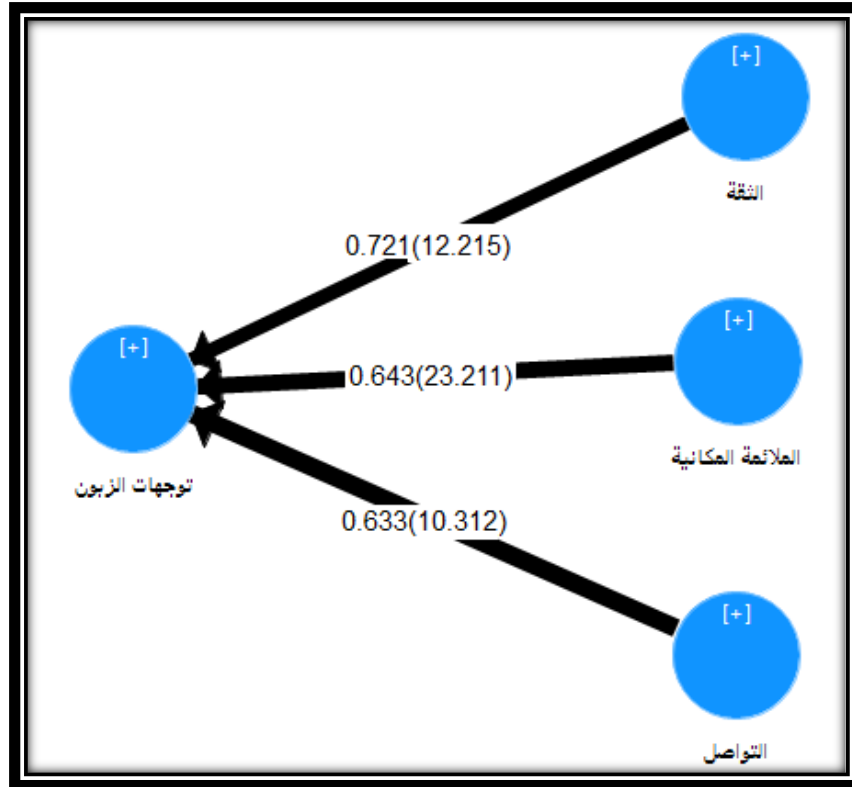 [+]
الثقة
0.721(12.215)
[+]
الملائمة المكانية
0.643(23.211)
[+]
توجهات الزبون
0.633(10.312)
[+]
التواصل